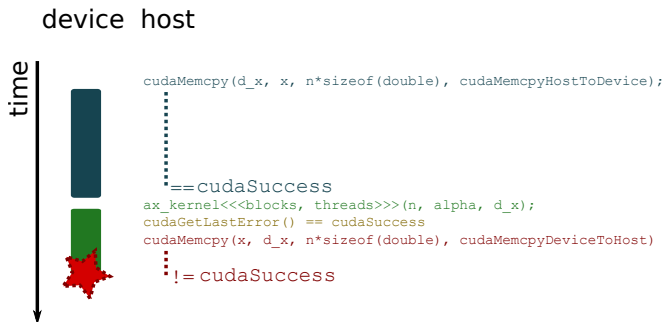 device host
time
cudaMemcpy(d_x, x, n*sizeof(double), cudaMemcpyHostToDevice);
==cudaSuccess
ax_kernel<<<blocks, threads>>>(n, alpha, d_x);
cudaGetLastError() == cudaSuccess
cudaMemcpy(x, d_x, n*sizeof(double), cudaMemcpyDeviceToHost)
!= cudaSuccess